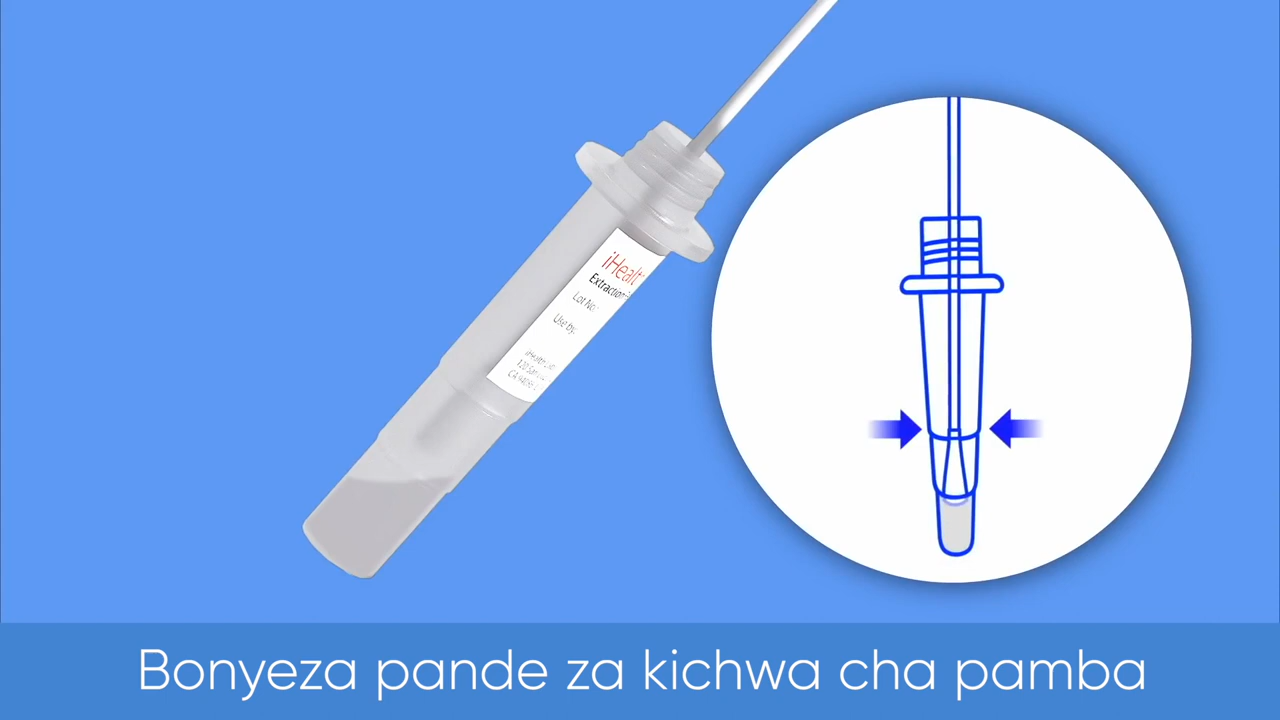 iHealt
Extraction
Lot No:
Use by:
Bonyeza pande za kichwa cha pamba